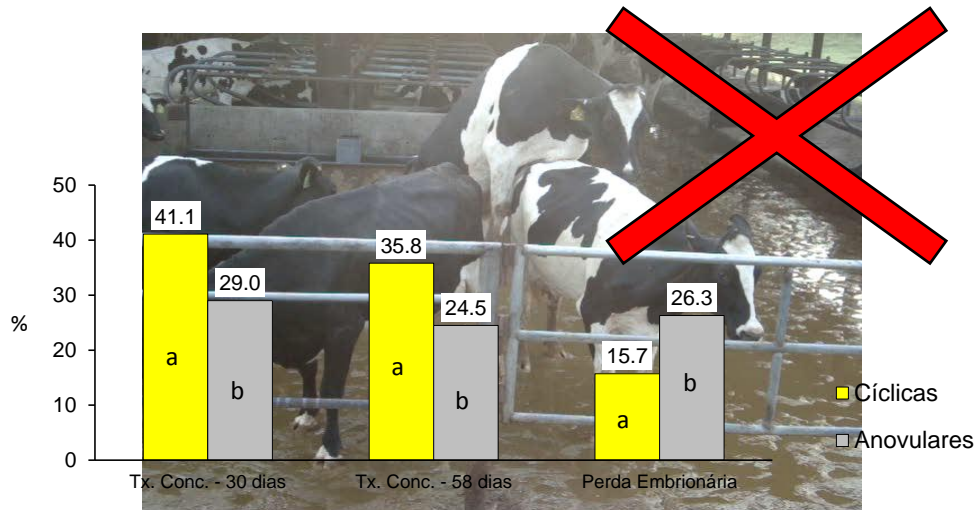 50
40
30
20
10
0
%
41.1
29.0
35.8
24.5
15.7
26.3
a
b
a
b
a
b
Tx. Conc. - 30 dias
Tx. Conc. - 58 dias
Perda Embrionária
Cíclicas
Anovulares